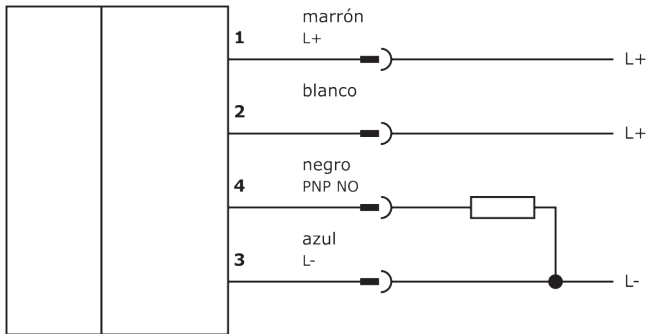 marrón
1
L+
L+
blanco
2
L+
negro
4
PNP NO
azul
3
L-
L-